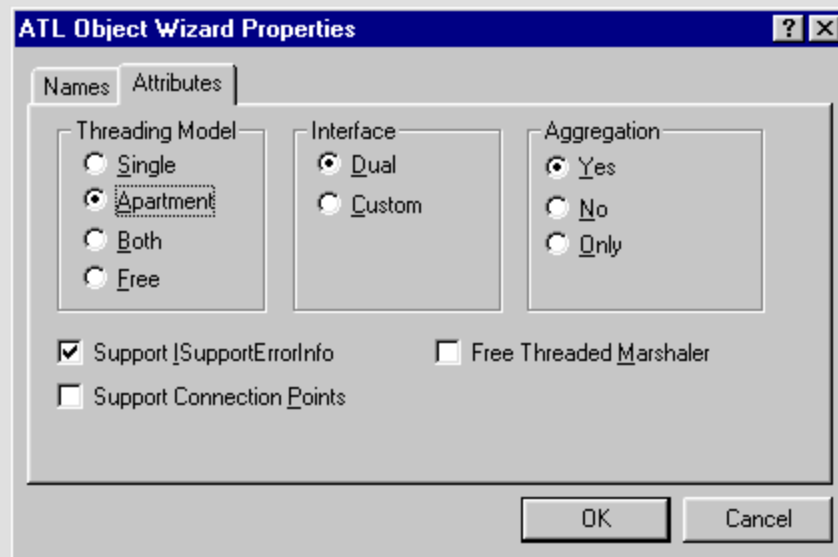 ATL Object Wizard Properties
Names
Attributes
Threading Model
Single
Apartment
Both
Free
Interface
Dual
Custom
Aggregation
Yes
No
Only
Support ISupportErrorInfo
Free Threaded Marshaler
Support Connection Points
OK
Cancel